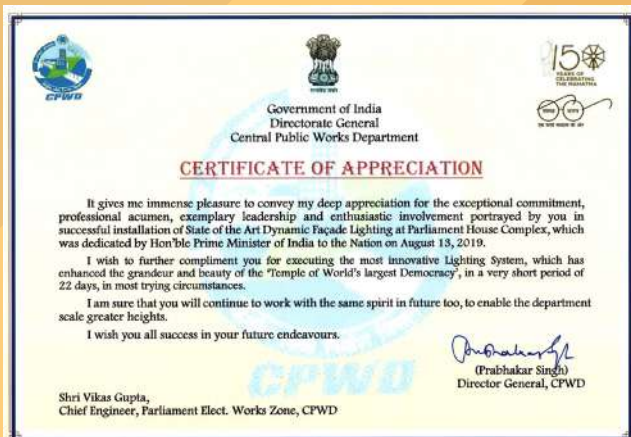 CPWD
150
YEARS OF
CELEBRATING
THE MAHATMA
Government of India
Directorate General
Central Public Works Department
CERTIFICATE OF APPRECIATION
It gives me immense pleasure to convey my deep appreciation for the exceptional commitment,
professional acumen, exemplary leadership and enthusiastic involvement portrayed by you in
successful installation of State of the Art Dynamic Façade Lighting at Parliament House Complex, which
was dedicated by Hon'ble Prime Minister of India to the Nation on August 13, 2019.
I wish to further compliment you for executing the most innovative Lighting System, which has
enhanced the grandeur and beauty of the 'Temple of World's largest Democracy', in a very short period of
22 days, in most trying circumstances.
I am sure that you will continue to work with the same spirit in future too, to enable the department
scale greater heights.
I wish you all success in your future endeavours.
(Prabhakar Singh)
Director General, CPWD
CPWD
Shri Vikas Gupta,
Chief Engineer, Parliament Elect. Works Zone, CPWD